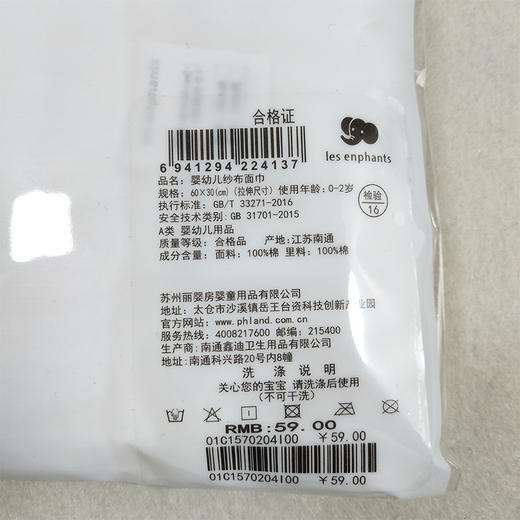 合格证
les enphants
6 941294 224137
品名: 婴幼儿纱布面巾
规格: 60×30(cm)(拉伸尺寸) 使用年龄: 0-2岁
执行标准: GB/T 33271-2016
安全技术类别: GB 31701-2015
检验
16
A类 婴幼儿用品
质量等级: 合格品 产地: 江苏南通
成分含量: 面料: 100%棉 里料: 100%棉
苏州丽婴房婴童用品有限公司
地址: 太仓市沙溪镇岳王台资科技创新产业园
官方网站: www.phland.com.cn
服务热线: 4008617600 邮编: 215400
生产商: 南通鑫迪卫生用品有限公司
地址: 南通科兴路20号内8幢
洗 涤 说 明
关心您的宝宝 请洗涤后使用
(不可干洗)
RMB: 59.00
01C1570204I00 ￥59.00
01C1570204I00 ￥59.00